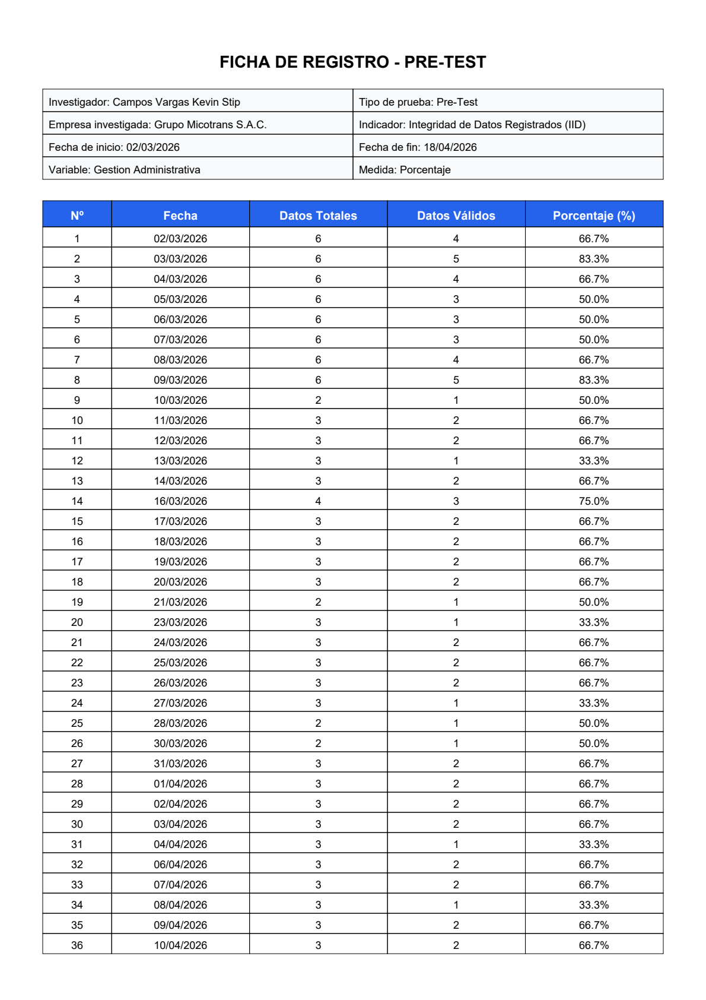 FICHA DE REGISTRO - PRE-TEST
Investigador: Campos Vargas Kevin Stip Tipo de prueba: Pre-Test
Empresa investigada: Grupo Micotrans S.A.C. Indicador: Integridad de Datos Registrados (IID)
Fecha de inicio: 02/03/2026 Fecha de fin: 18/04/2026
Variable: Gestion Administrativa Medida: Porcentaje
Nº Fecha Datos Totales Datos Válidos Porcentaje (%)
1 02/03/2026 6 4 66.7%
2 03/03/2026 6 5 83.3%
3 04/03/2026 6 4 66.7%
4 05/03/2026 6 3 50.0%
5 06/03/2026 6 3 50.0%
6 07/03/2026 6 3 50.0%
7 08/03/2026 6 4 66.7%
8 09/03/2026 6 5 83.3%
9 10/03/2026 2 1 50.0%
10 11/03/2026 3 2 66.7%
11 12/03/2026 3 2 66.7%
12 13/03/2026 3 1 33.3%
13 14/03/2026 3 2 66.7%
14 16/03/2026 4 3 75.0%
15 17/03/2026 3 2 66.7%
16 18/03/2026 3 2 66.7%
17 19/03/2026 3 2 66.7%
18 20/03/2026 3 2 66.7%
19 21/03/2026 2 1 50.0%
20 23/03/2026 3 1 33.3%
21 24/03/2026 3 2 66.7%
22 25/03/2026 3 2 66.7%
23 26/03/2026 3 2 66.7%
24 27/03/2026 3 1 33.3%
25 28/03/2026 2 1 50.0%
26 30/03/2026 2 1 50.0%
27 31/03/2026 3 2 66.7%
28 01/04/2026 3 2 66.7%
29 02/04/2026 3 2 66.7%
30 03/04/2026 3 2 66.7%
31 04/04/2026 3 1 33.3%
32 06/04/2026 3 2 66.7%
33 07/04/2026 3 2 66.7%
34 08/04/2026 3 1 33.3%
35 09/04/2026 3 2 66.7%
36 10/04/2026 3 2 66.7%